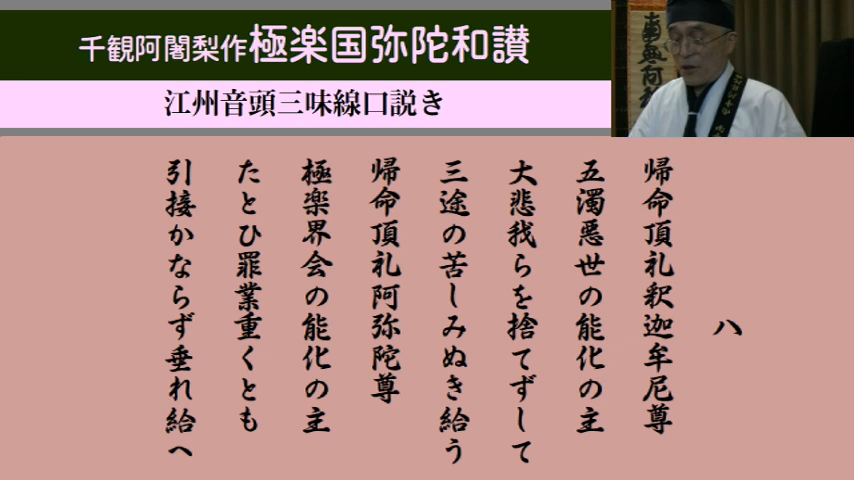 千観阿闍梨作極楽国弥陀和讃
江州音頭三味線口説き
南無阿弥
八
帰命頂礼釈迦牟尼尊
五濁悪世の能化の主
大悲我らを捨てずして
三途の苦しみぬき給う
帰命頂礼阿弥陀尊
極楽界会の能化の主
たとひ罪業重くとも
引接かならず垂れ給へ